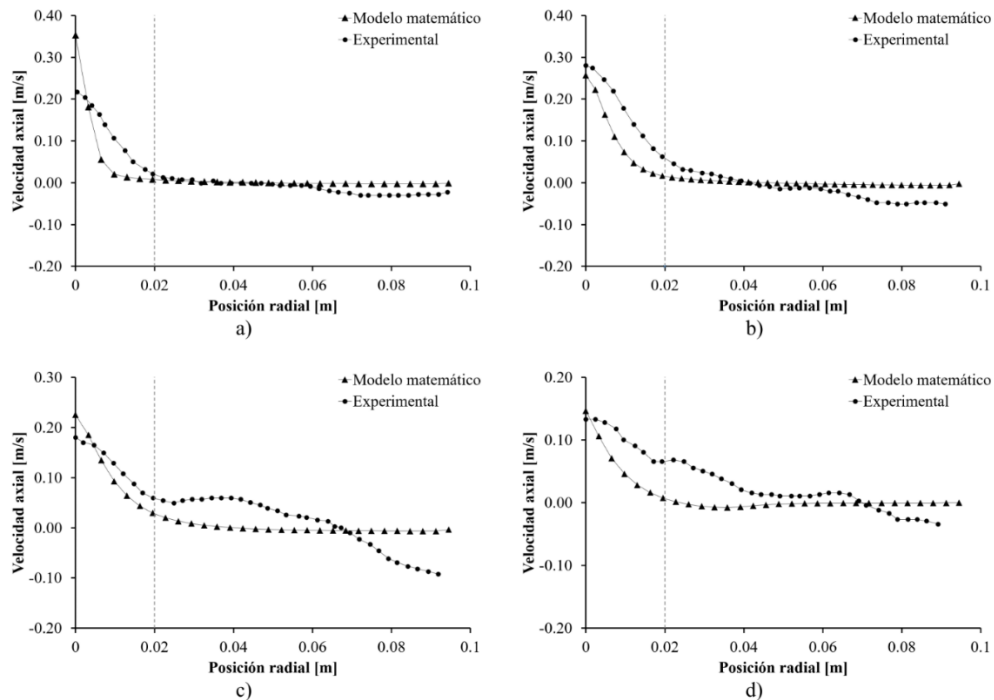 0.40
0.30
0.20
0.10
0.00
-0.10
-0.20
Velocidad axial [m/s]
0 0.02 0.04 0.06 0.08 0.1
Posición radial [m]
Modelo matemático
Experimental
a)
0.40
0.30
0.20
0.10
0.00
-0.10
-0.20
Velocidad axial [m/s]
0 0.02 0.04 0.06 0.08 0.1
Posición radial [m]
Modelo matemático
Experimental
b)
0.30
0.20
0.10
0.00
-0.10
-0.20
Velocidad axial [m/s]
0 0.02 0.04 0.06 0.08 0.1
Posición radial [m]
Modelo matemático
Experimental
c)
0.20
0.10
0.00
-0.10
-0.20
Velocidad axial [m/s]
0 0.02 0.04 0.06 0.08 0.1
Posición radial [m]
Modelo matemático
Experimental
d)